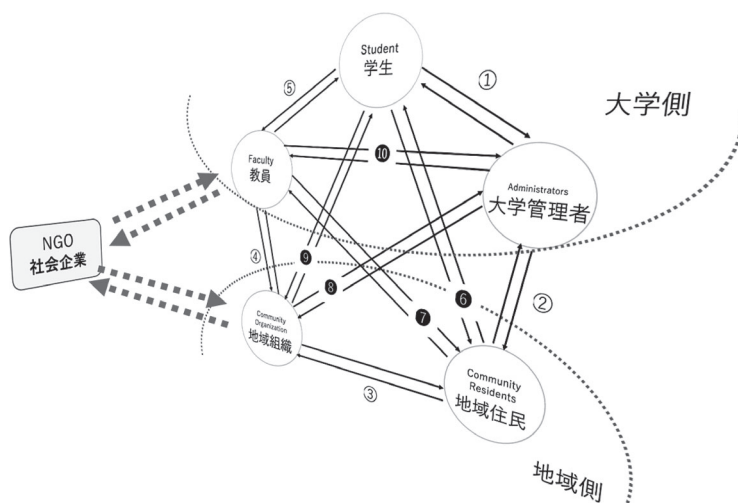 Student
学生
①
⑤
大学側
❿
Faculty
教員
Administrators
大学管理者
NGO
社会企業
④
❾
❽
❼
❻
②
Community
Organization
地域組織
③
Community
Residents
地域住民
地域側